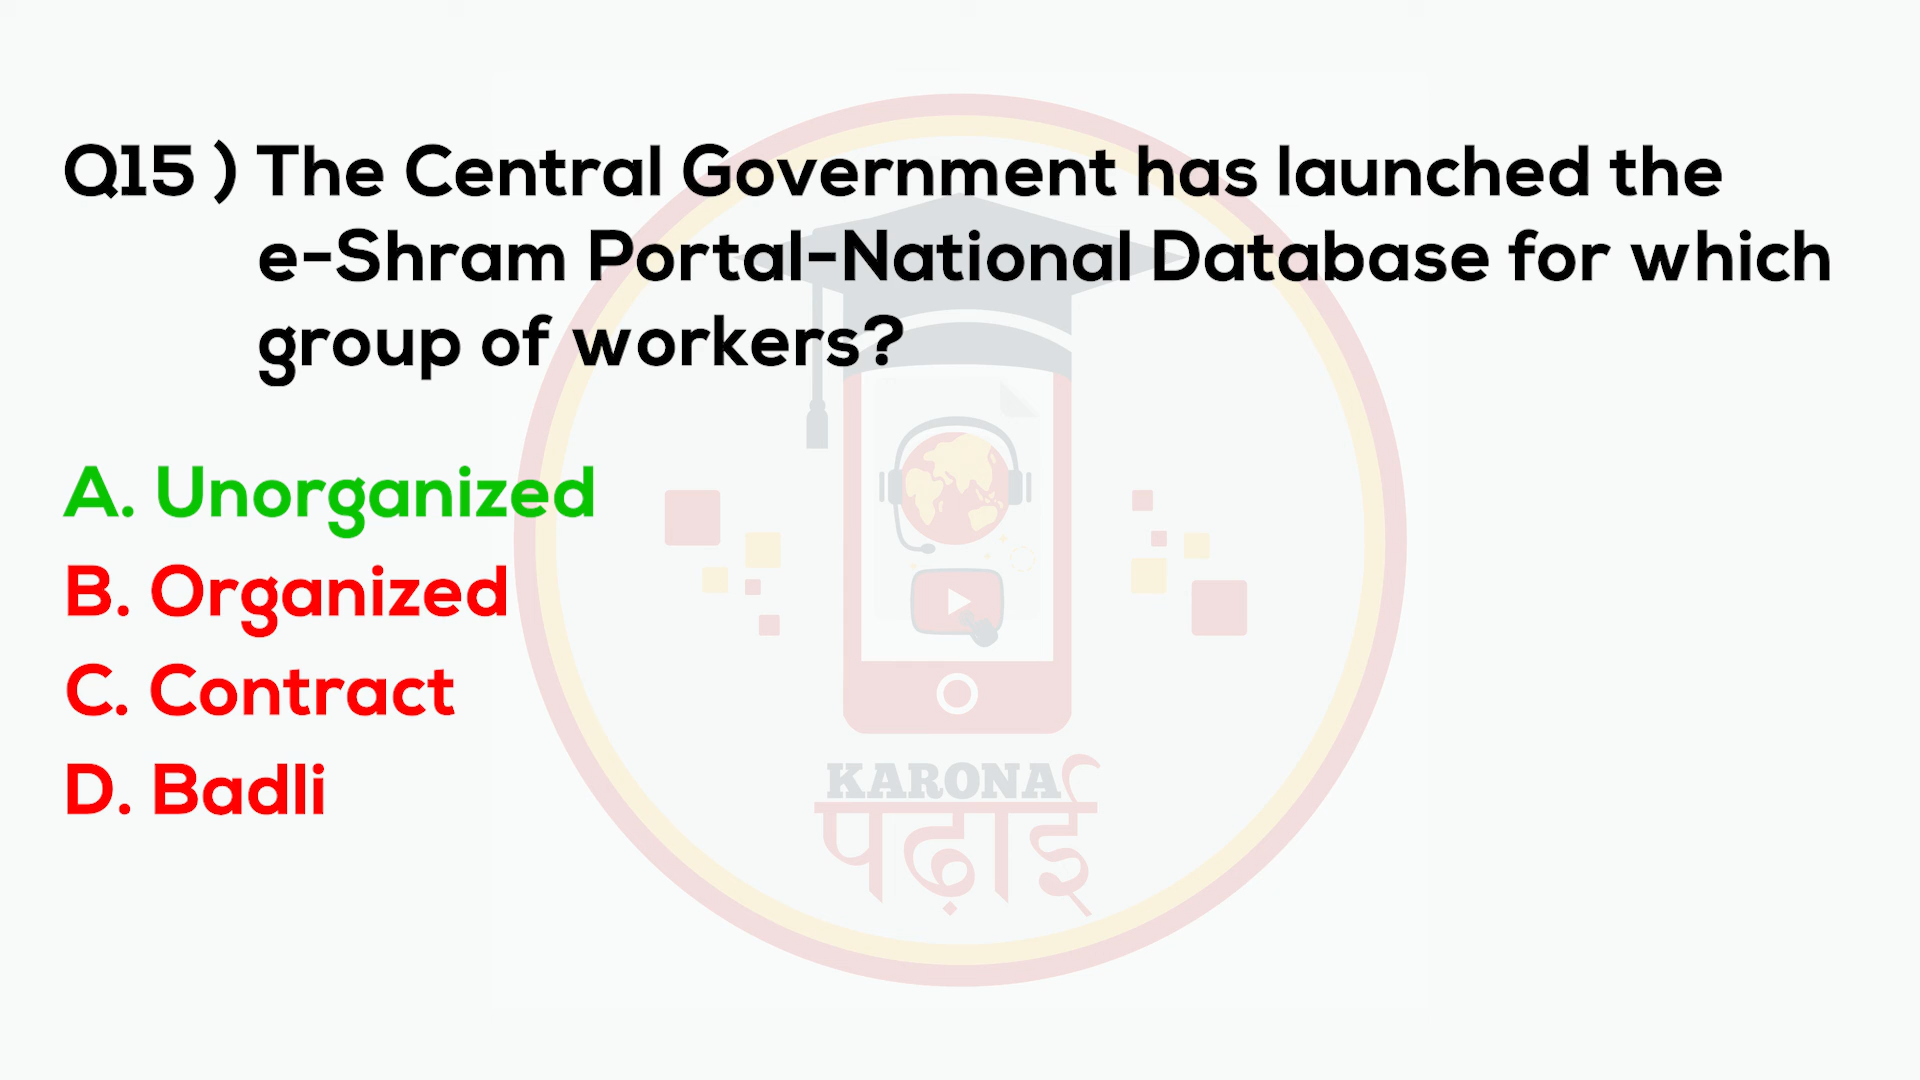 Q15 ) The Central Government has launched the
e-Shram Portal-National Database for which
group of workers?
A. Unorganized
B. Organized
C. Contract
D. Badli
KARONA
पढ़ाई